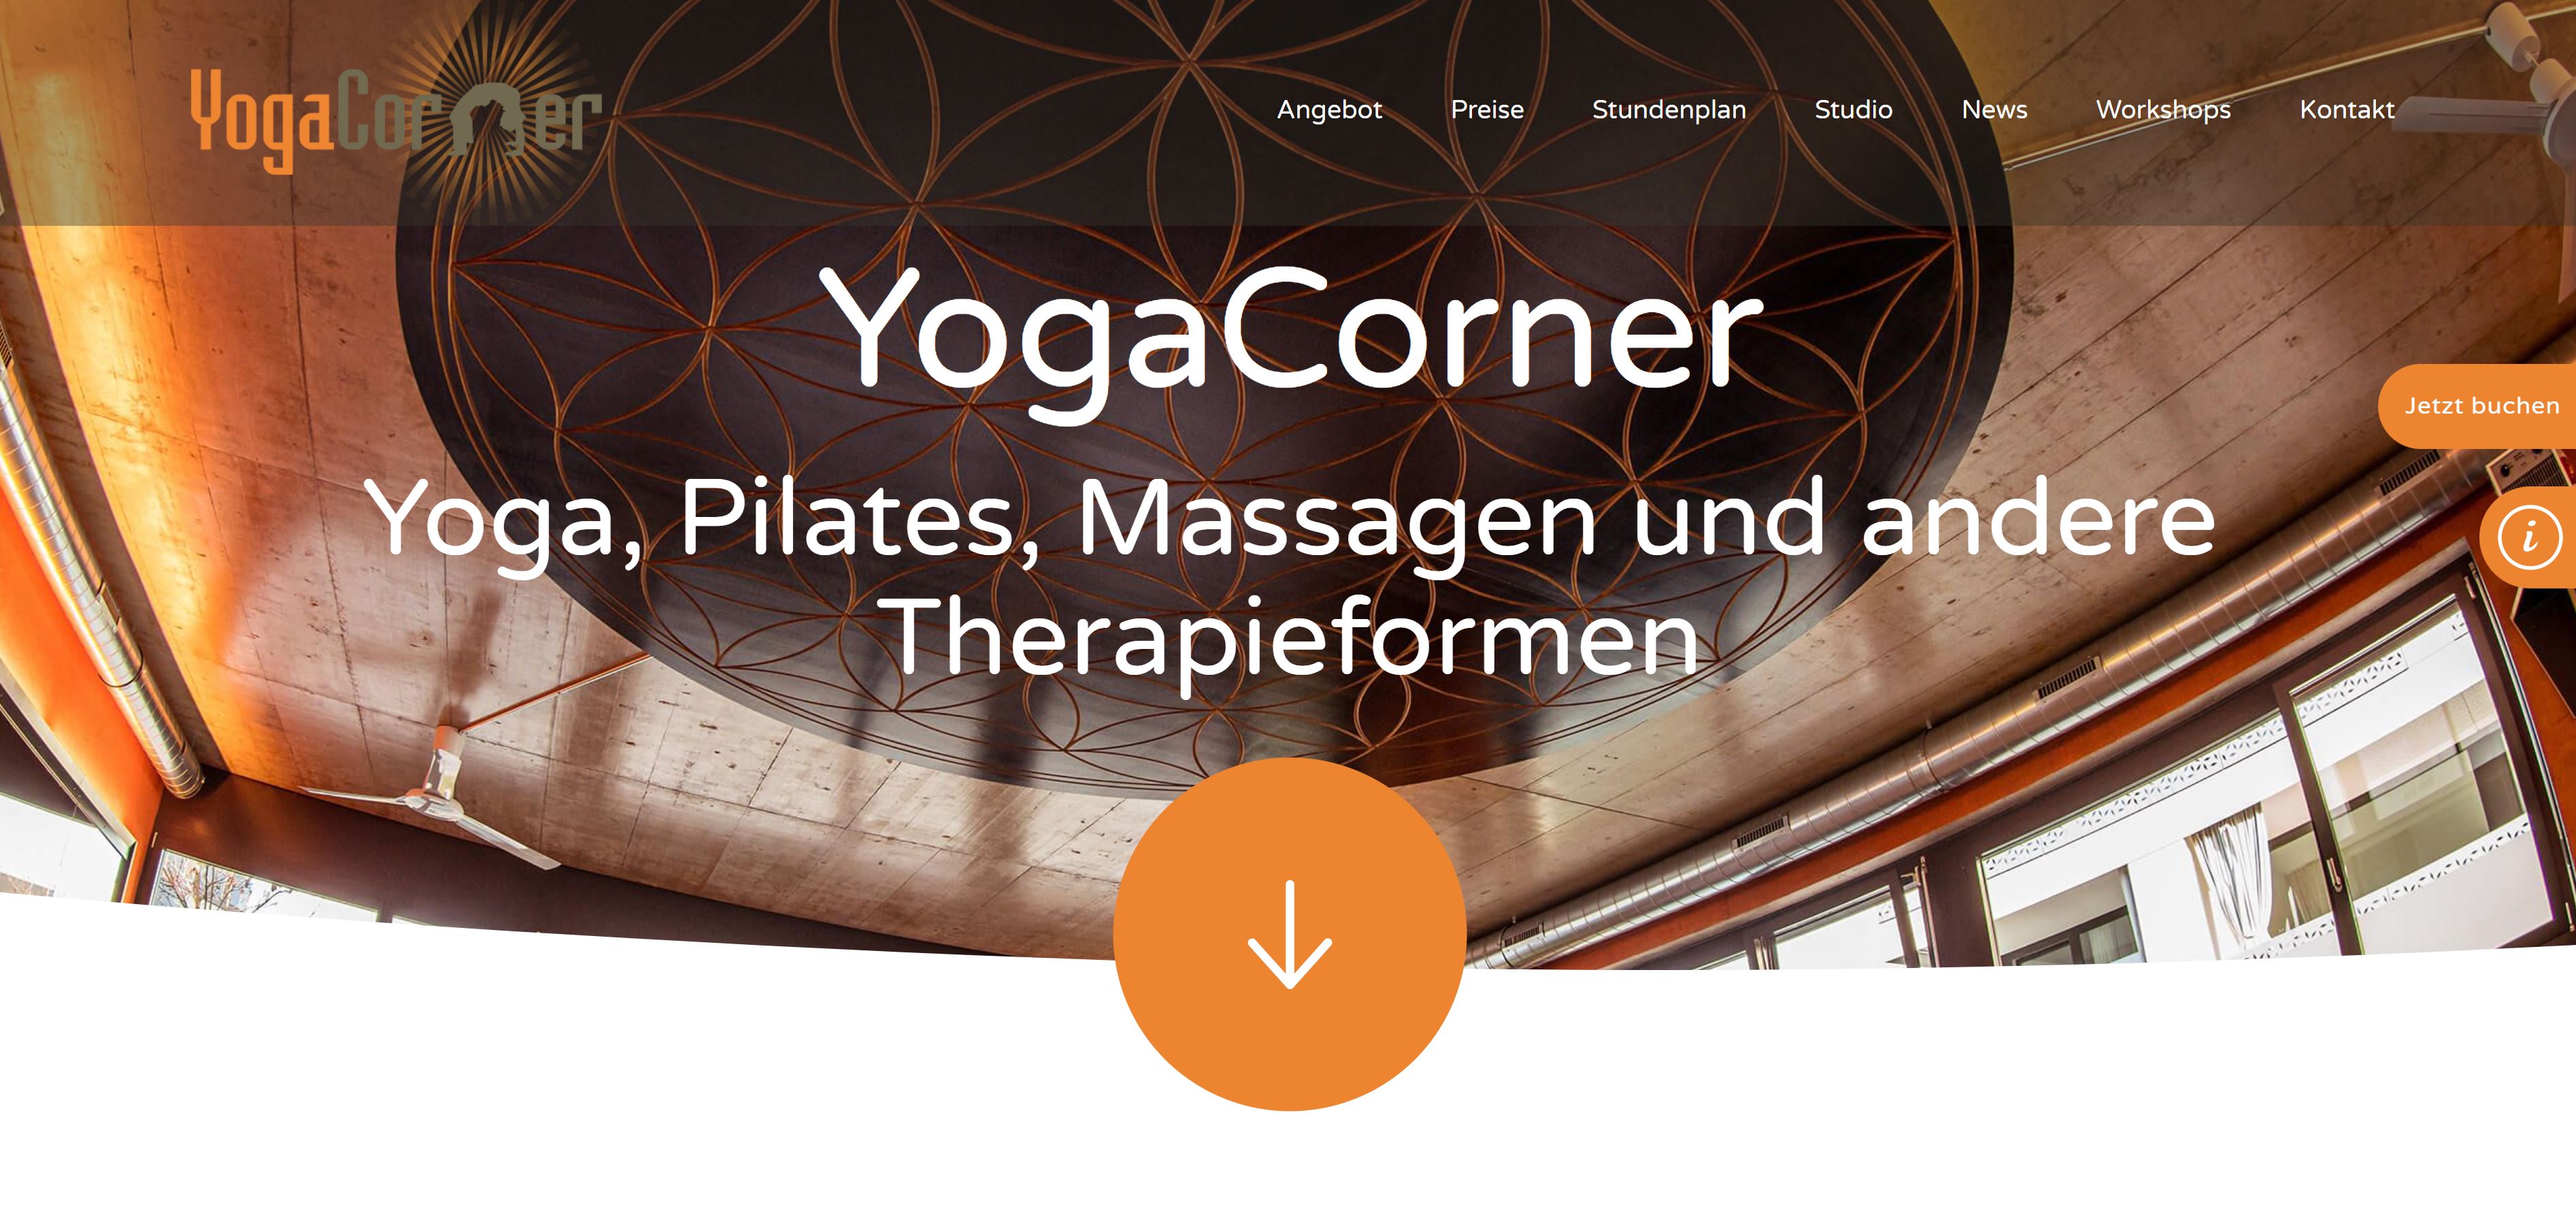 YogaCorner
Angebot Preise Stundenplan Studio News Workshops Kontakt
YogaCorner
Jetzt buchen
Yoga, Pilates, Massagen und andere
Therapieformen
i